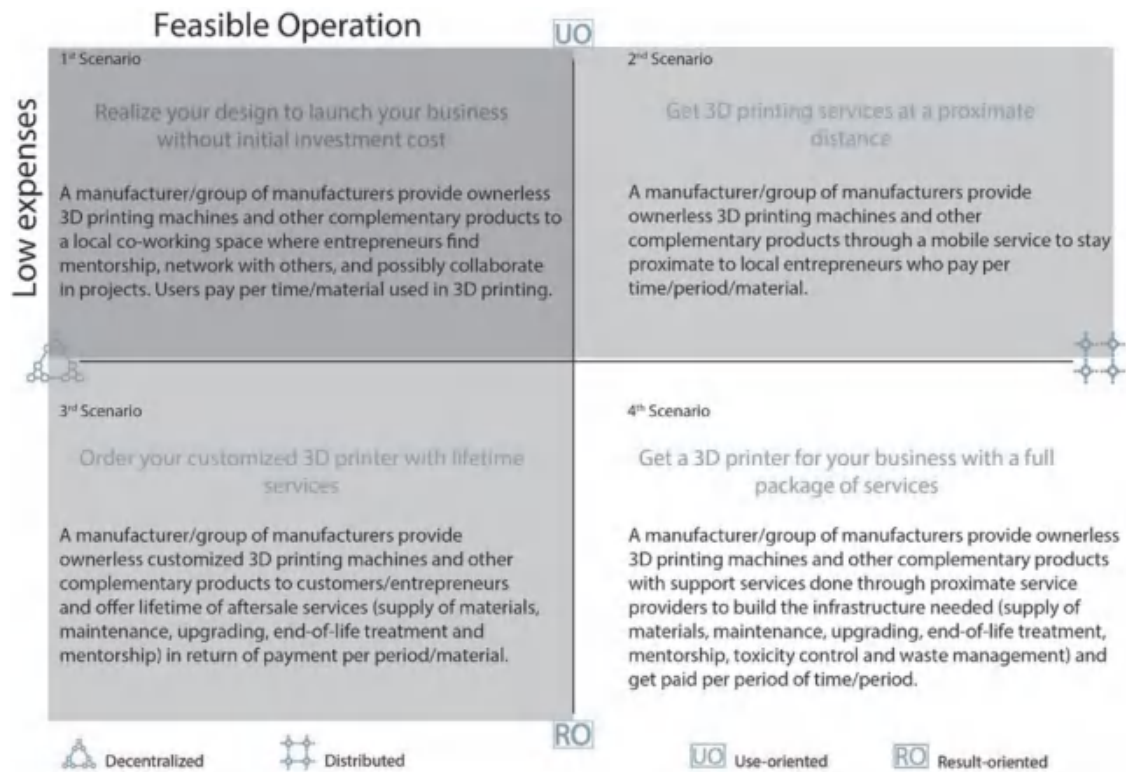 Feasible Operation
UO
Low expenses
1st Scenario
Realize your design to launch your business
without initial investment cost
A manufacturer/group of manufacturers provide ownerless
3D printing machines and other complementary products to
a local co-working space where entrepreneurs find
mentorship, network with others, and possibly collaborate
in projects. Users pay per time/material used in 3D printing.
2nd Scenario
Get 3D printing services at a proximate
distance
A manufacturer/group of manufacturers provide
ownerless 3D printing machines and other
complementary products through a mobile service to stay
proximate to local entrepreneurs who pay per
time/period/material.
3rd Scenario
Order your customized 3D printer with lifetime
services
A manufacturer/group of manufacturers provide
ownerless customized 3D printing machines and other
complementary products to customers/entrepreneurs
and offer lifetime of aftersale services (supply of materials,
maintenance, upgrading, end-of-life treatment and
mentorship) in return of payment per period/material.
4th Scenario
Get a 3D printer for your business with a full
package of services
A manufacturer/group of manufacturers provide ownerless
3D printing machines and other complementary products
with support services done through proximate service
providers to build the infrastructure needed (supply of
materials, maintenance, upgrading, end-of-life treatment,
mentorship, toxicity control and waste management) and
get paid per period of time/period.
RO
Decentralized
Distributed
UO Use-oriented
RO Result-oriented